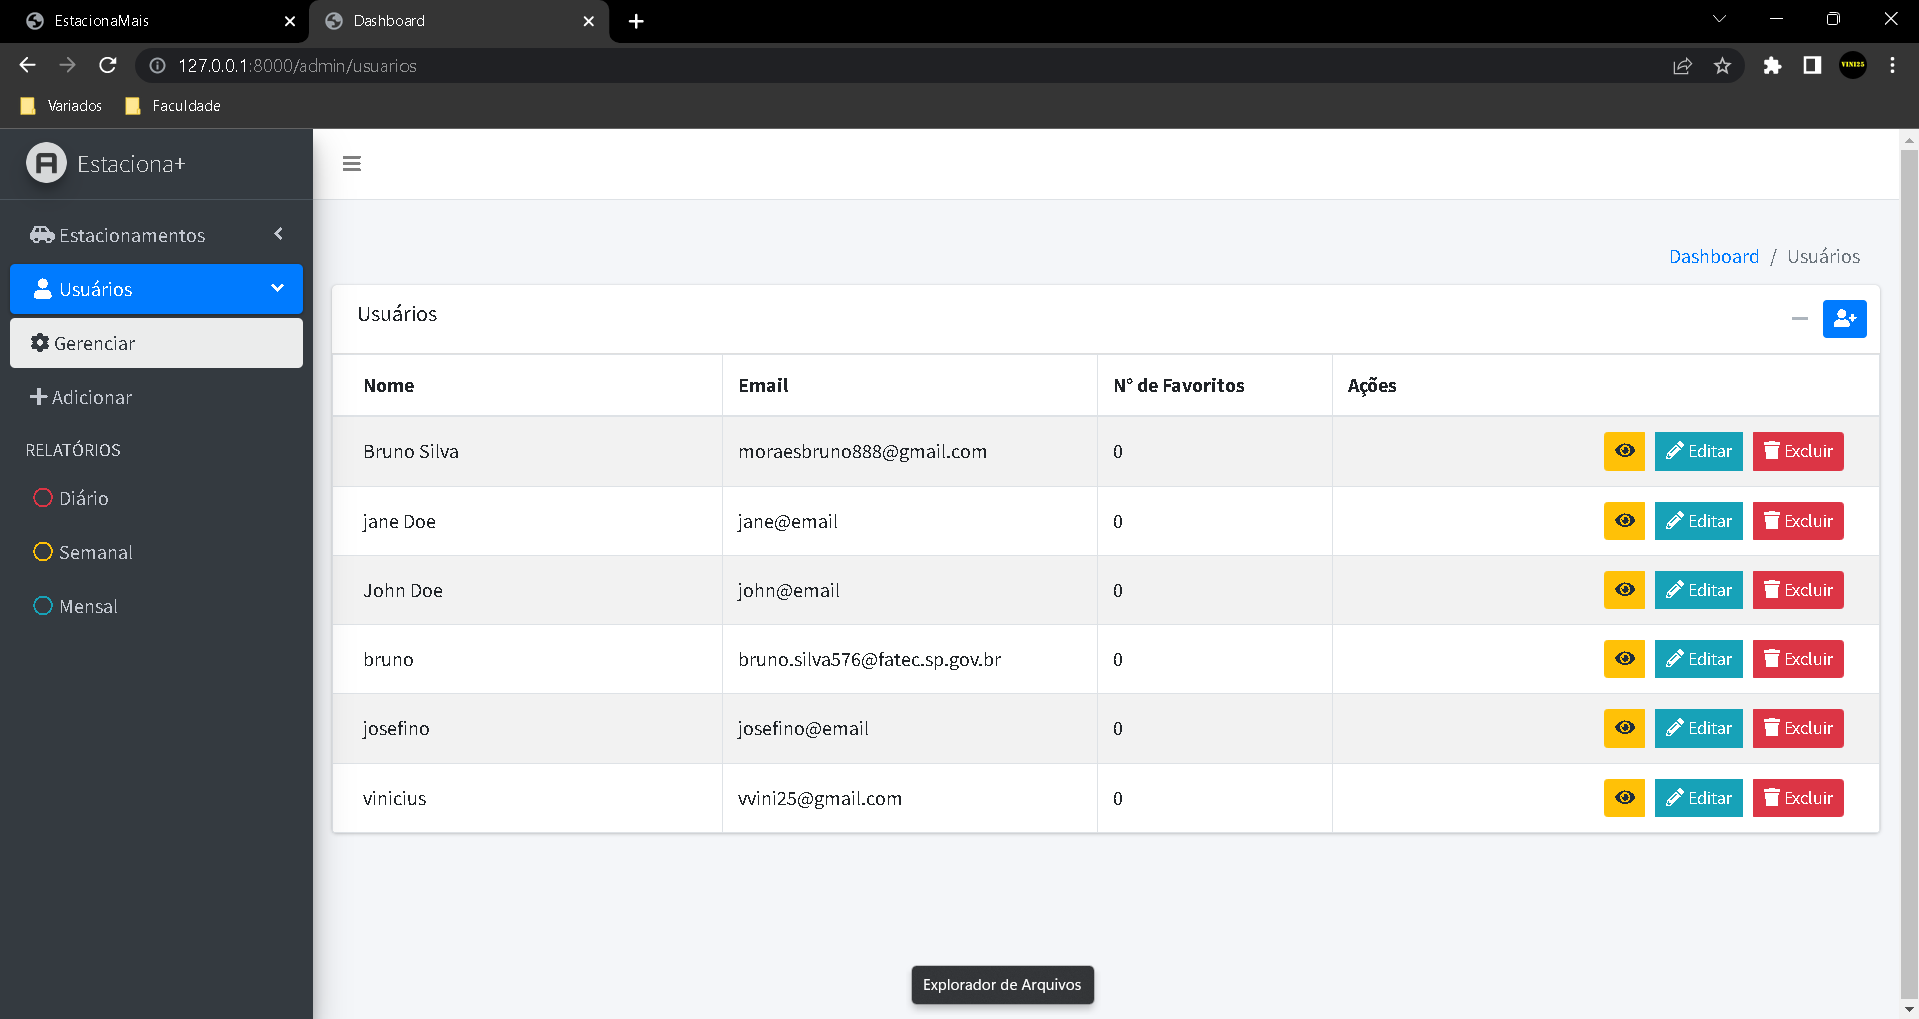 EstacionaMais
Dashboard
127.0.0.1:8000/admin/usuarios
VINI25
Variados
Faculdade
Estaciona+
Estacionamentos
Usuários
Gerenciar
Adicionar
RELATÓRIOS
Diário
Semanal
Mensal
Dashboard / Usuários
Usuários
Nome Email N° de Favoritos Ações
Bruno Silva moraesbruno888@gmail.com 0 Editar Excluir
jane Doe jane@email 0 Editar Excluir
John Doe john@email 0 Editar Excluir
bruno bruno.silva576@fatec.sp.gov.br 0 Editar Excluir
josefino josefino@email 0 Editar Excluir
vinicius vvini25@gmail.com 0 Editar Excluir
Explorador de Arquivos